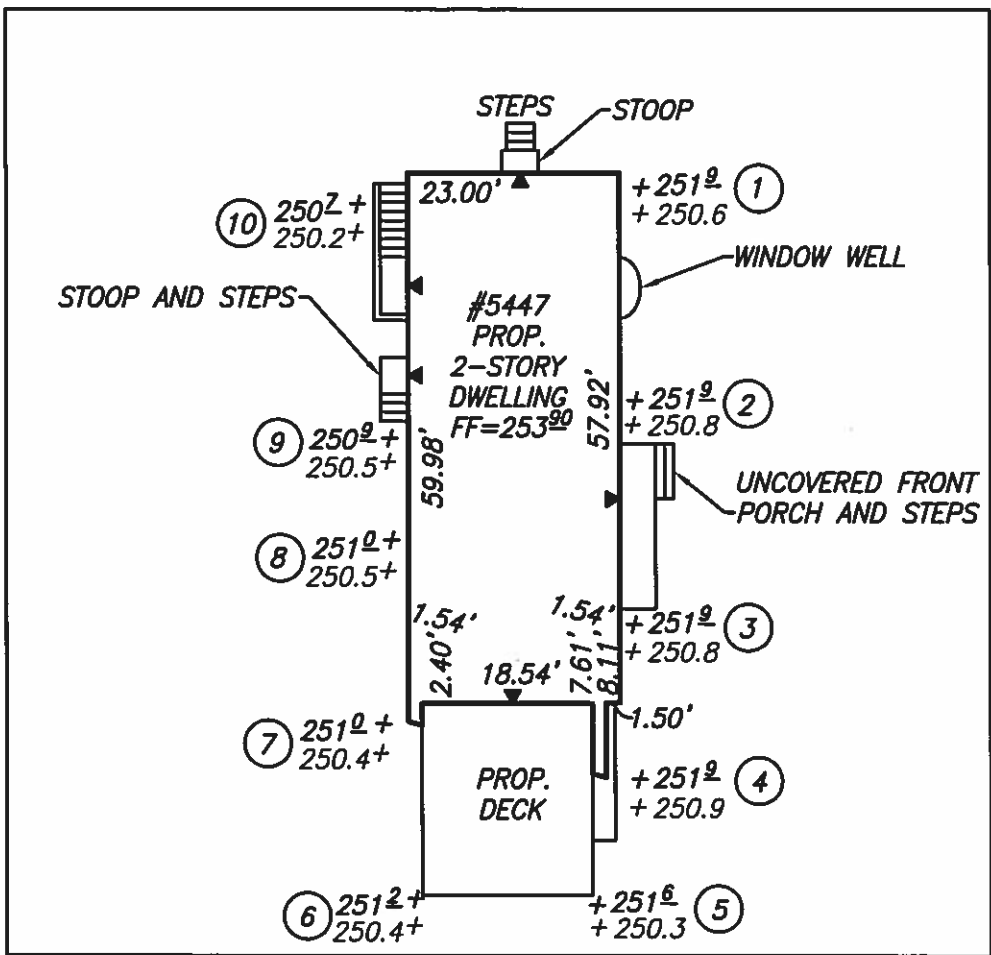 STEPS
STOOP
23.00'
+ 251 9
+ 250.6
1
10
250 7 +
250.2+
WINDOW WELL
STOOP AND STEPS
#5447
PROP.
2-STORY
DWELLING
FF=253 90
57.92'
+ 251 9
+ 250.8
2
9
250 9 +
250.5+
59.98'
UNCOVERED FRONT
PORCH AND STEPS
8
251 0 +
250.5+
1.54'
2.40'
18.54'
1.54'
7.61'
8.11'
+ 251 9
+ 250.8
3
1.50'
7
251 0 +
250.4+
PROP.
DECK
+ 251 9
+ 250.9
4
6
251 2 +
250.4+
+ 251 6
+ 250.3
5